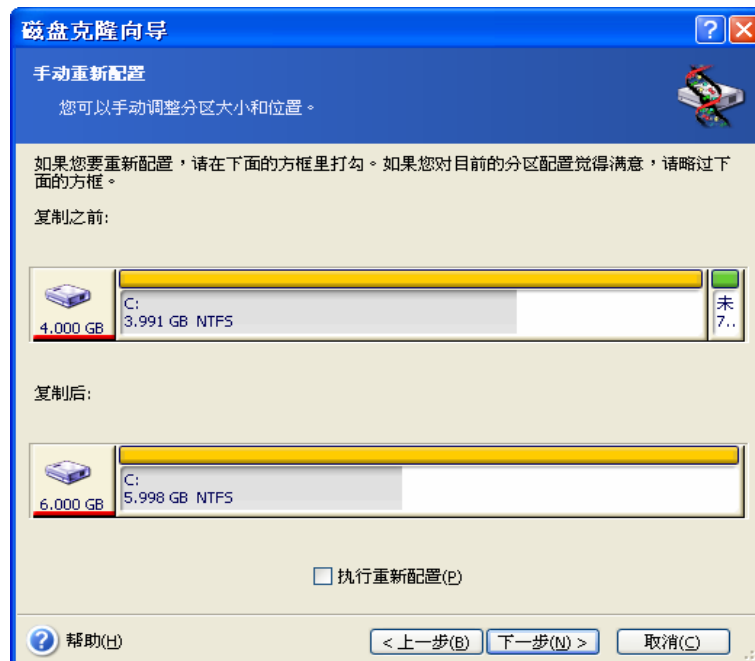 磁盘克隆向导
手动重新配置
您可以手动调整分区大小和位置。
如果您要重新配置，请在下面的方框里打勾。如果您对目前的分区配置觉得满意，请略过下
面的方框。
复制之前:
4.000 GB
C:
3.991 GB NTFS
未
7..
复制后:
6.000 GB
C:
5.998 GB NTFS
执行重新配置(P)
帮助(H)
< 上一步(B)
下一步(N) >
取消(C)